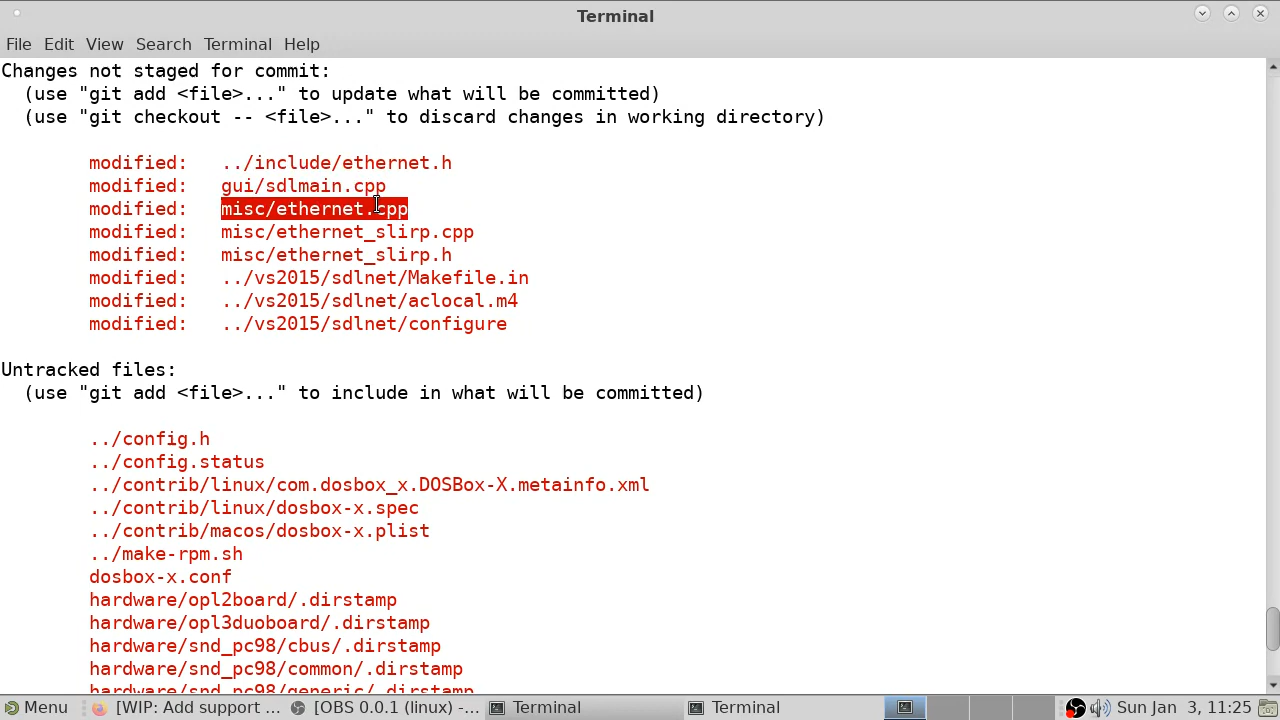 Terminal
File Edit View Search Terminal Help
Changes not staged for commit:
(use "git add <file>..." to update what will be committed)
(use "git checkout -- <file>..." to discard changes in working directory)
modified: ../include/ethernet.h
modified: gui/sdlmain.cpp
modified: misc/ethernet.cpp
modified: misc/ethernet_slirp.cpp
modified: misc/ethernet_slirp.h
modified: ../vs2015/sdlnet/Makefile.in
modified: ../vs2015/sdlnet/aclocal.m4
modified: ../vs2015/sdlnet/configure
Untracked files:
(use "git add <file>..." to include in what will be committed)
../config.h
../config.status
../contrib/linux/com.dosbox_x.DOSBox-X.metainfo.xml
../contrib/linux/dosbox-x.spec
../contrib/macos/dosbox-x.plist
../make-rpm.sh
dosbox-x.conf
hardware/opl2board/.dirstamp
hardware/opl3duoboard/.dirstamp
hardware/snd_pc98/cbus/.dirstamp
hardware/snd_pc98/common/.dirstamp
hardware/snd_pc98/generic/.dirstamp
Menu [WIP: Add support ... [OBS 0.0.1 (linux) -... Terminal Terminal Sun Jan 3, 11:25